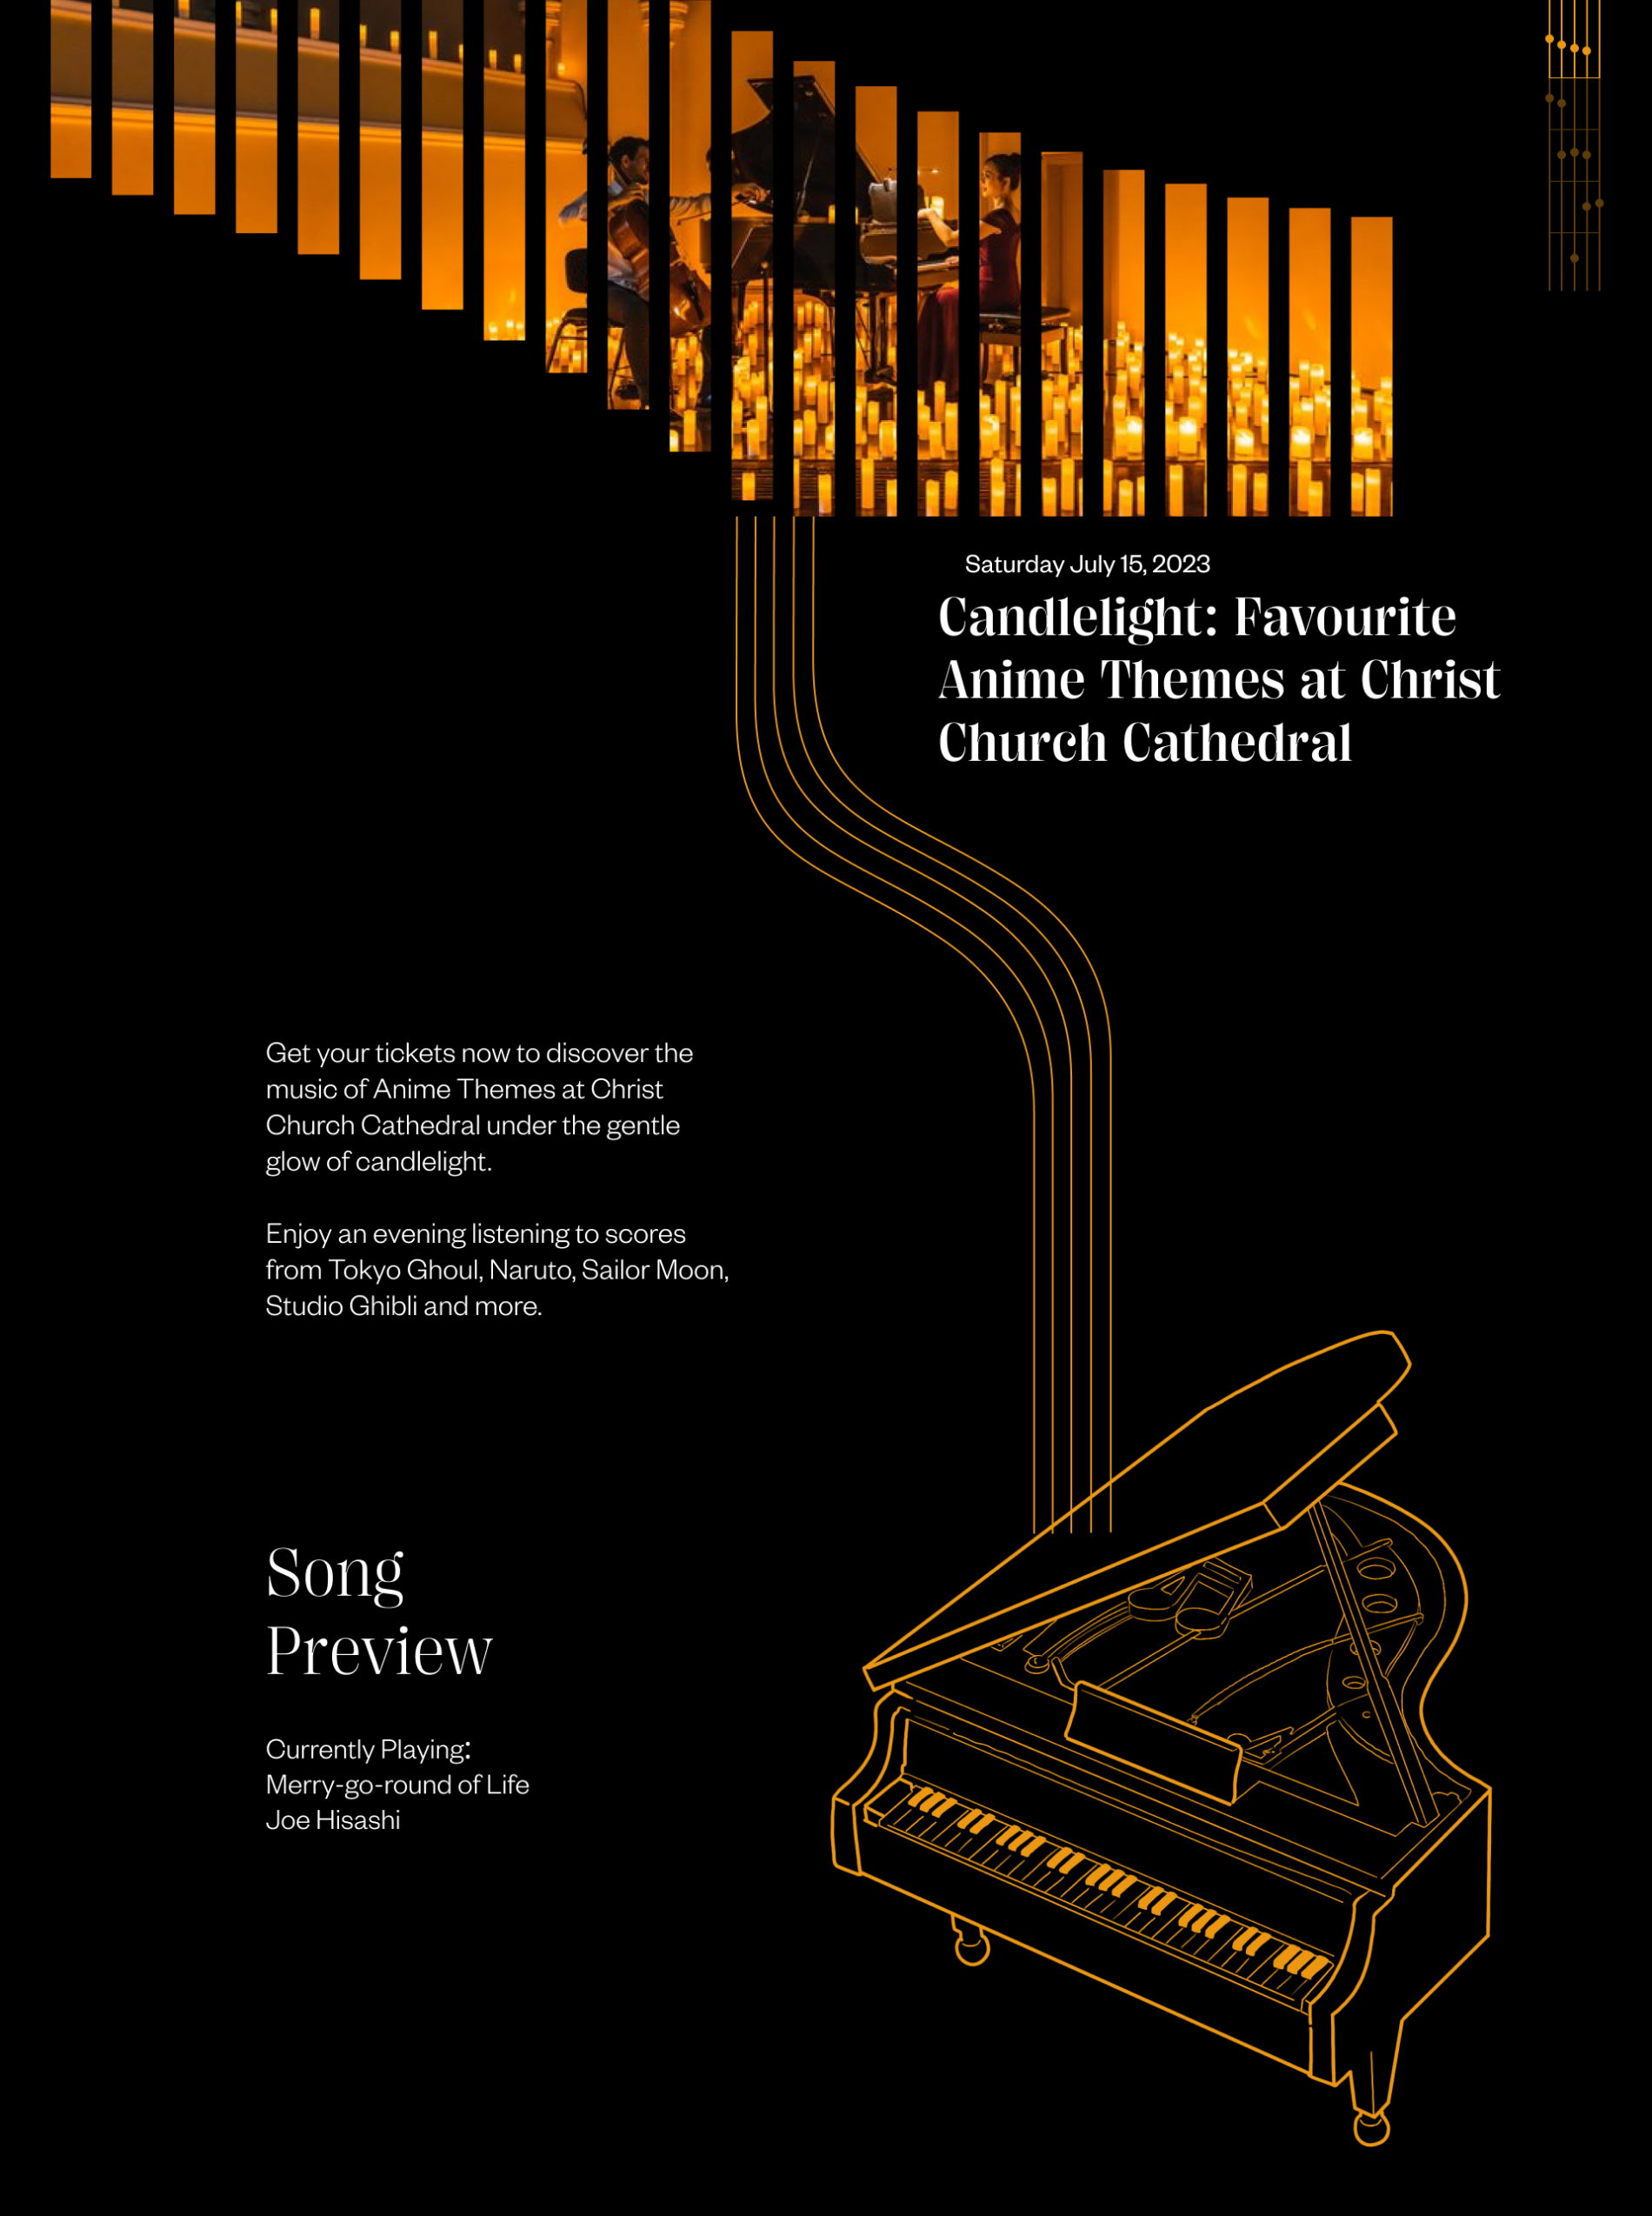 Saturday July 15, 2023
Candlelight: Favourite
Anime Themes at Christ
Church Cathedral
Get your tickets now to discover the
music of Anime Themes at Christ
Church Cathedral under the gentle
glow of candlelight.
Enjoy an evening listening to scores
from Tokyo Ghoul, Naruto, Sailor Moon,
Studio Ghibli and more.
Song
Preview
Currently Playing:
Merry-go-round of Life
Joe Hisashi